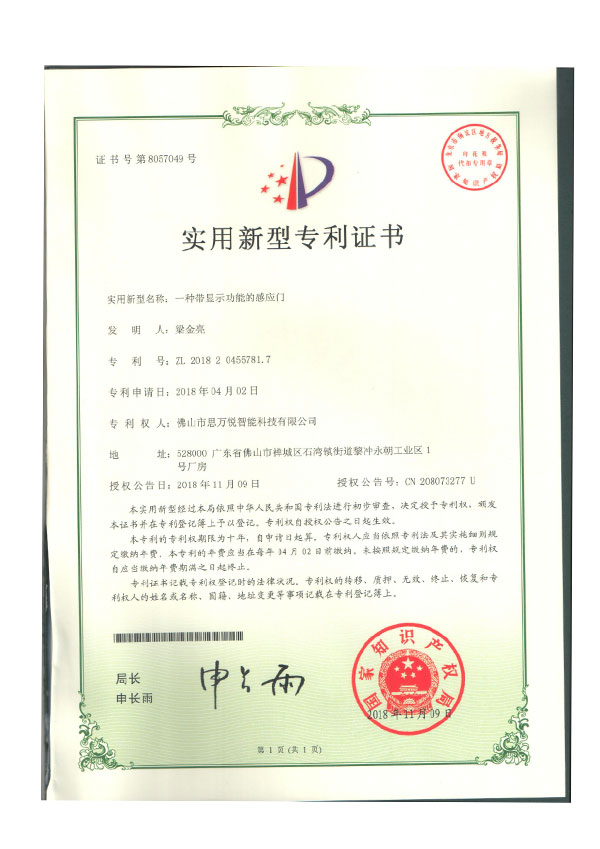 证书号第8057049号
印花税
代扣专用章
实用新型专利证书
实用新型名称：一种带显示功能的感应门
发明人：梁金亮
专利号：ZL 2018 2 0455781.7
专利申请日：2018年04月02日
专利权人：佛山市思万悦智能科技有限公司
地址：528000 广东省佛山市禅城区石湾镇街道黎冲永朝工业区1
号厂房
授权公告日：2018年11月09日 授权公告号：CN 208073277 U
本实用新型经过本局依照中华人民共和国专利法进行初步审查，决定授予专利权，颁发
本证书并在专利登记簿上予以登记。专利权自授权公告之日起生效。
本专利的专利权期限为十年，自申请日起算。专利权人应当依照专利法及其实施细则规
定缴纳年费。本专利的年费应当在每年04月02日前缴纳。未按照规定缴纳年费的，专利权
自应当缴纳年费期满之日起终止。
专利证书记载专利权登记时的法律状况。专利权的转移、质押、无效、终止、恢复和专
利权人的姓名或名称、国籍、地址变更等事项记载在专利登记簿上。
局长
申长雨
申长雨
国家知识产权局
2018年11月09日
第1页(共1页)